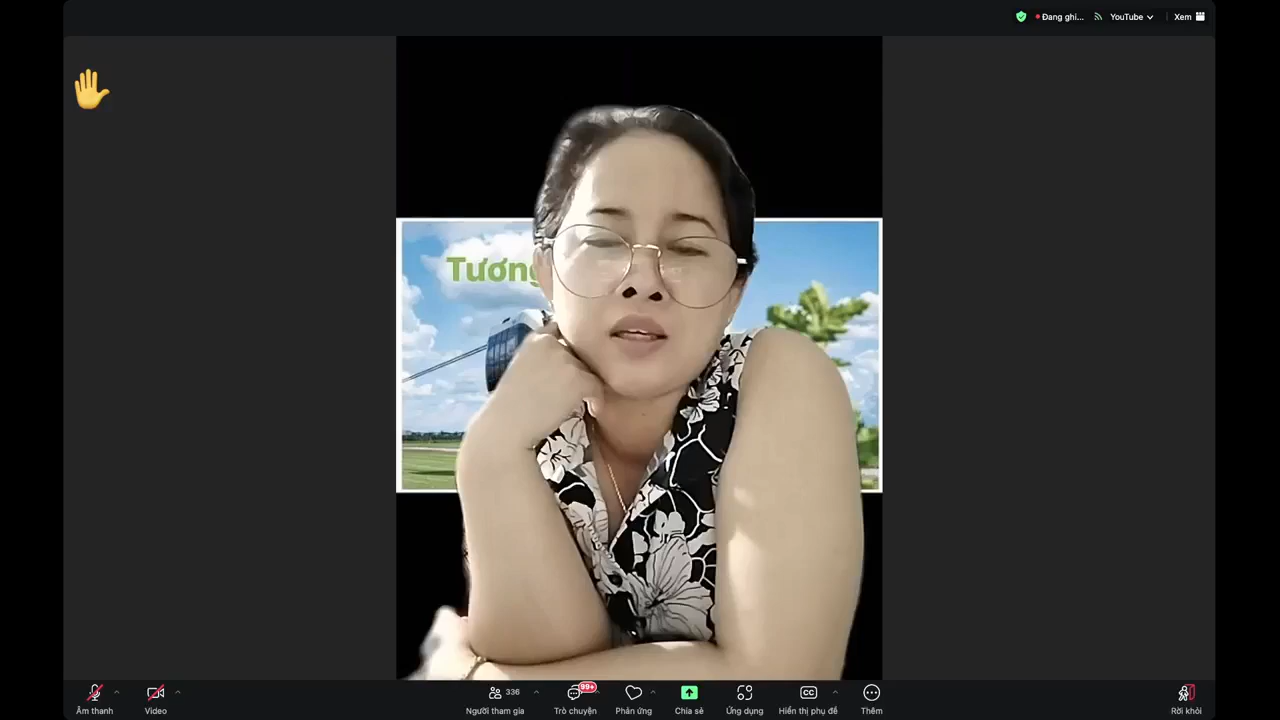 Đang ghi...
YouTube
Xem
Tương
Âm thanh
Video
336
Người tham gia
99+
Trò chuyện
Phản ứng
Chia sẻ
Ứng dụng
CC
Hiển thị phụ đề
Thêm
Rời khỏi